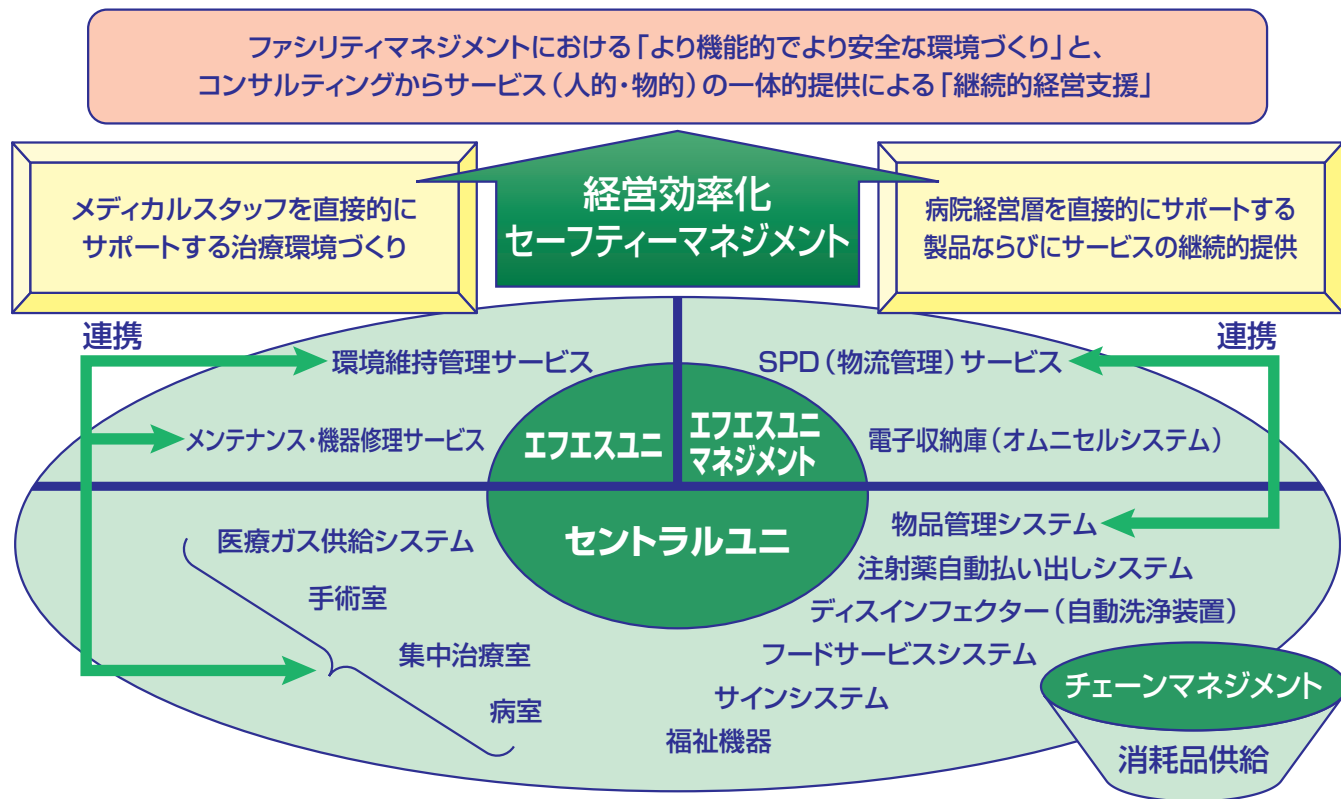 ファシリティマネジメントにおける「より機能的でより安全な環境づくり」と、
コンサルティングからサービス（人的・物的）の一体的提供による「継続的経営支援」
メディカルスタッフを直接的に
サポートする治療環境づくり
経営効率化
セーフティーマネジメント
病院経営層を直接的にサポートする
製品ならびにサービスの継続的提供
連携
連携
環境維持管理サービス
SPD（物流管理）サービス
メンテナンス・機器修理サービス
エフエスユニ
エフエスユニ
マネジメント
電子収納庫（オムニセルシステム）
セントラルユニ
医療ガス供給システム
手術室
集中治療室
病室
物品管理システム
注射薬自動払い出しシステム
ディスインフェクター（自動洗浄装置）
フードサービスシステム
サインシステム
福祉機器
チェーンマネジメント
消耗品供給